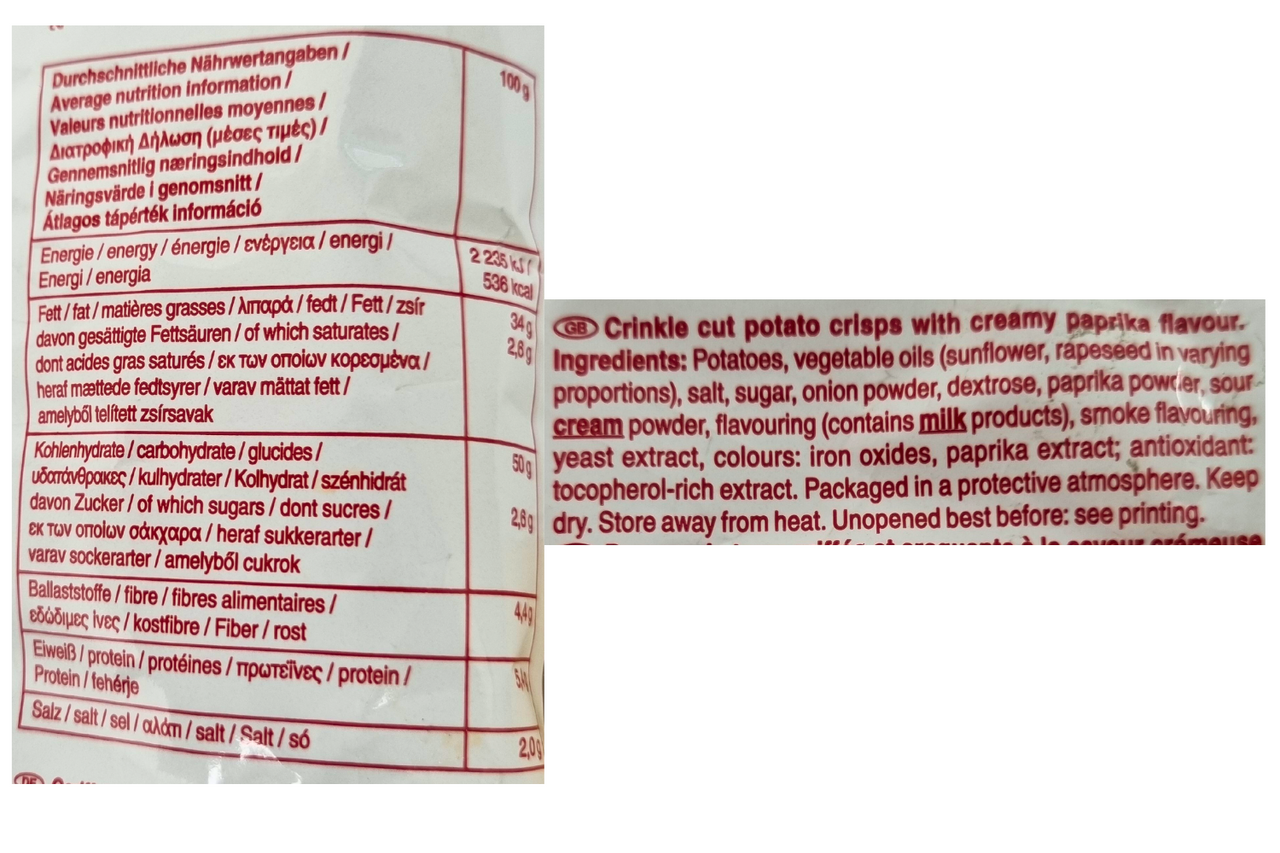 Durchschnittliche Nährwertangaben /
Average nutrition information /
Valeurs nutritionnelles moyennes /
Διατροφική Δήλωση (μέσες τιμές) /
Gennemsnitlig næringsindhold /
Näringsvärde i genomsnitt /
Átlagos tápérték információ
100 g
Energie / energy / énergie / ενέργεια / energi /
Energi / energia
2 235 kJ /
536 kcal
Fett / fat / matières grasses / λιπαρά / fedt / Fett / zsír
34 g
davon gesättigte Fettsäuren / of which saturates /
2,6 g
dont acides gras saturés / εκ των οποίων κορεσμένα /
heraf mættede fedtsyrer / varav mättat fett /
amelyből telített zsírsavak
Kohlenhydrate / carbohydrate / glucides /
50 g
υδατάνθρακες / kulhydrater / Kolhydrat / szénhidrát
davon Zucker / of which sugars / dont sucres /
2,6 g
εκ των οποίων σάκχαρα / heraf sukkerarter /
varav sockerarter / amelyből cukrok
Ballaststoffe / fibre / fibres alimentaires /
4,4 g
εδώδιμες ίνες / kostfibre / Fiber / rost
Eiweiß / protein / protéines / πρωτεΐνες / protein /
Protein / fehérje
Salz / salt / sel / αλάτι / salt / Salt / só
2,0 g
DE
GB Crinkle cut potato crisps with creamy paprika flavour.
Ingredients: Potatoes, vegetable oils (sunflower, rapeseed in varying
proportions), salt, sugar, onion powder, dextrose, paprika powder, sour
cream powder, flavouring (contains milk products), smoke flavouring,
yeast extract, colours: iron oxides, paprika extract; antioxidant:
tocopherol-rich extract. Packaged in a protective atmosphere. Keep
dry. Store away from heat. Unopened best before: see printing.
et croquante à la saveur crémeuse